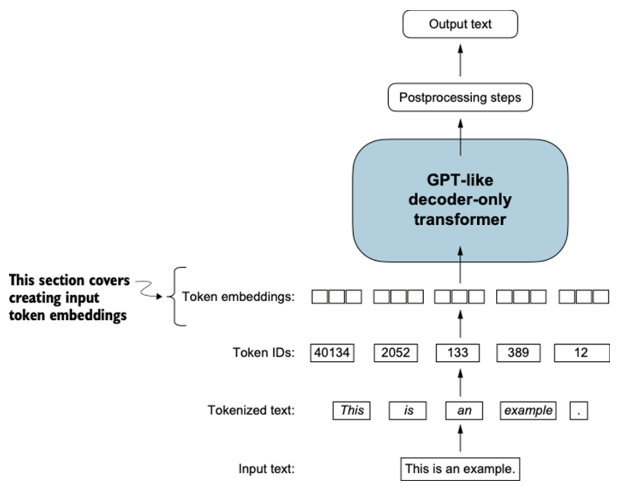 Output text
Postprocessing steps
GPT-like
decoder-only
transformer
This section covers
creating input
token embeddings
Token embeddings:
Token IDs: 40134 2052 133 389 12
Tokenized text: This is an example .
Input text: This is an example.